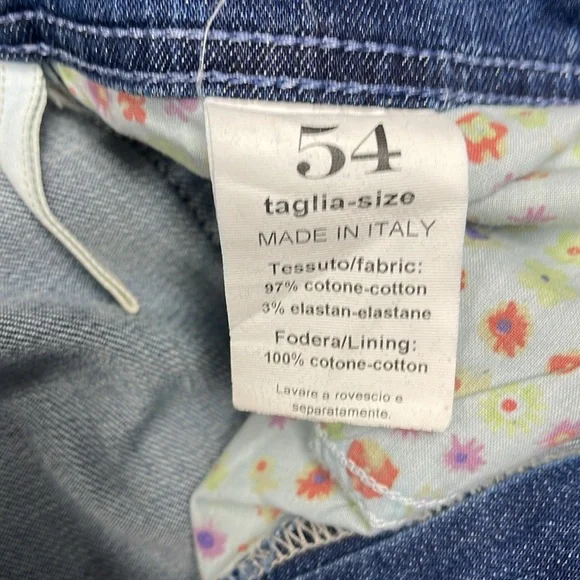 54
taglia-size
MADE IN ITALY
Tessuto/fabric:
97% cotone-cotton
3% elastan-elastane
Fodera/Lining:
100% cotone-cotton
Lavare a rovescio e
separatamente.